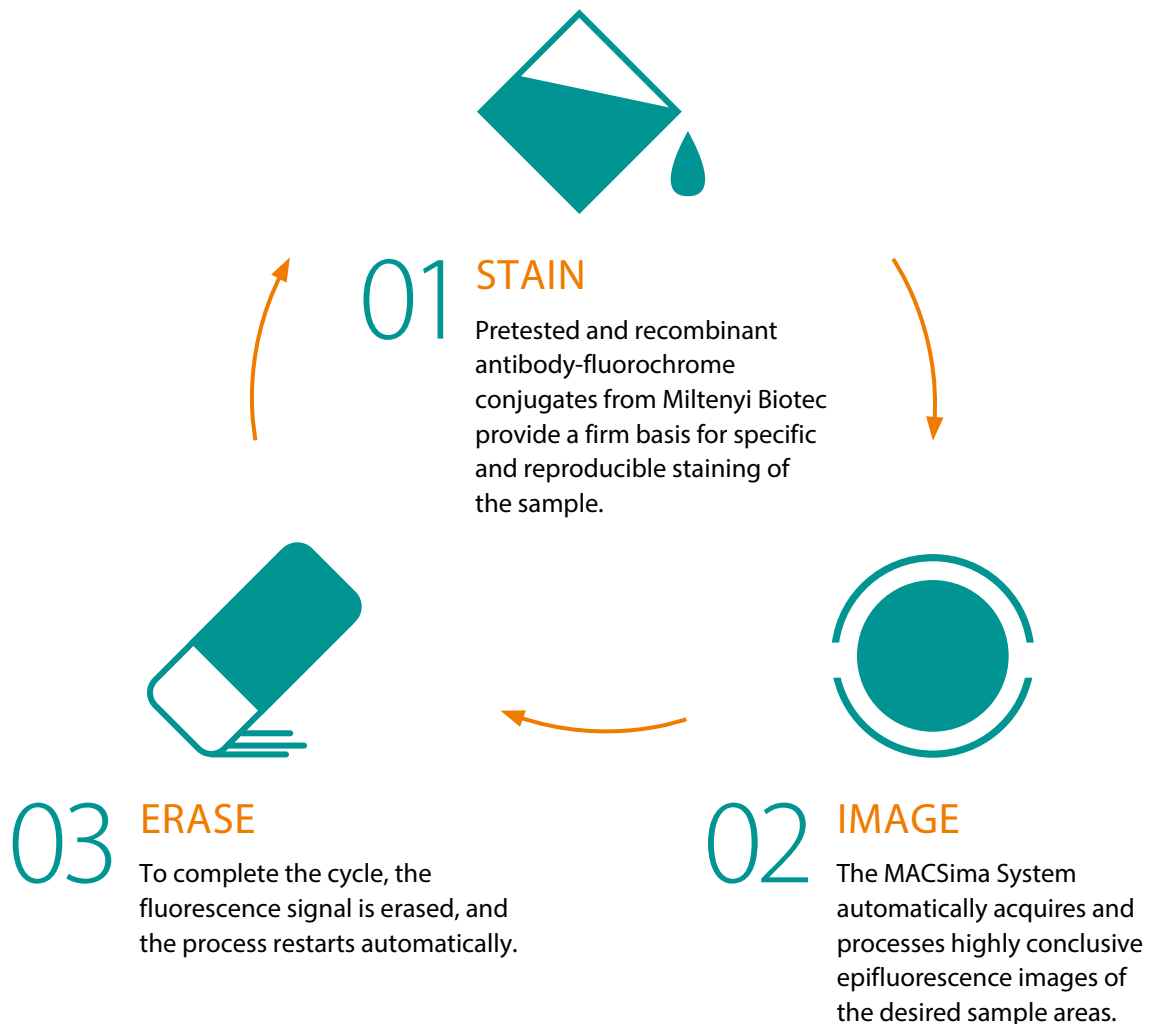 01 STAIN
Pretested and recombinant
antibody-fluorochrome
conjugates from Miltenyi Biotec
provide a firm basis for specific
and reproducible staining of
the sample.
02 IMAGE
The MACSima System
automatically acquires and
processes highly conclusive
epifluorescence images of
the desired sample areas.
03 ERASE
To complete the cycle, the
fluorescence signal is erased, and
the process restarts automatically.